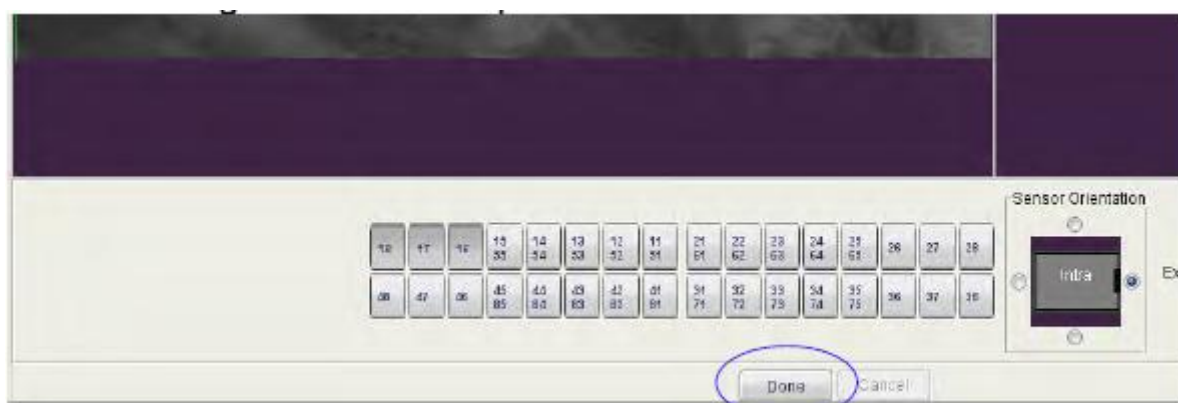 Sensor Orientation
18 17 16 15 14 13 12 11 21 22 23 24 25 26 27 28
55 54 53 52 51 61 62 63 64 65
Intra
Ex
48 47 46 45 44 43 42 41 31 32 33 34 35 36 37 38
85 84 83 82 81 71 72 73 74 75
Done Cancel